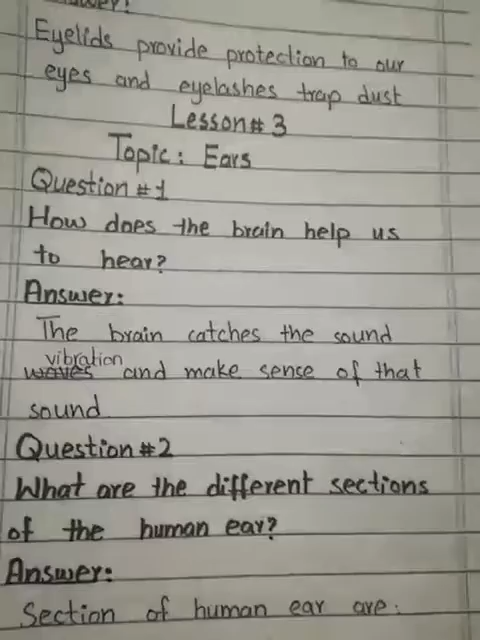 Answer:
Eyelids provide protection to our
eyes and eyelashes trap dust
Lesson# 3
Topic: Ears
Question #1
How does the brain help us
to hear?
Answer:
The brain catches the sound
vibration
waves and make sense of that
sound
Question #2
What are the different sections
of the human ear?
Answer:
Section of human ear are: